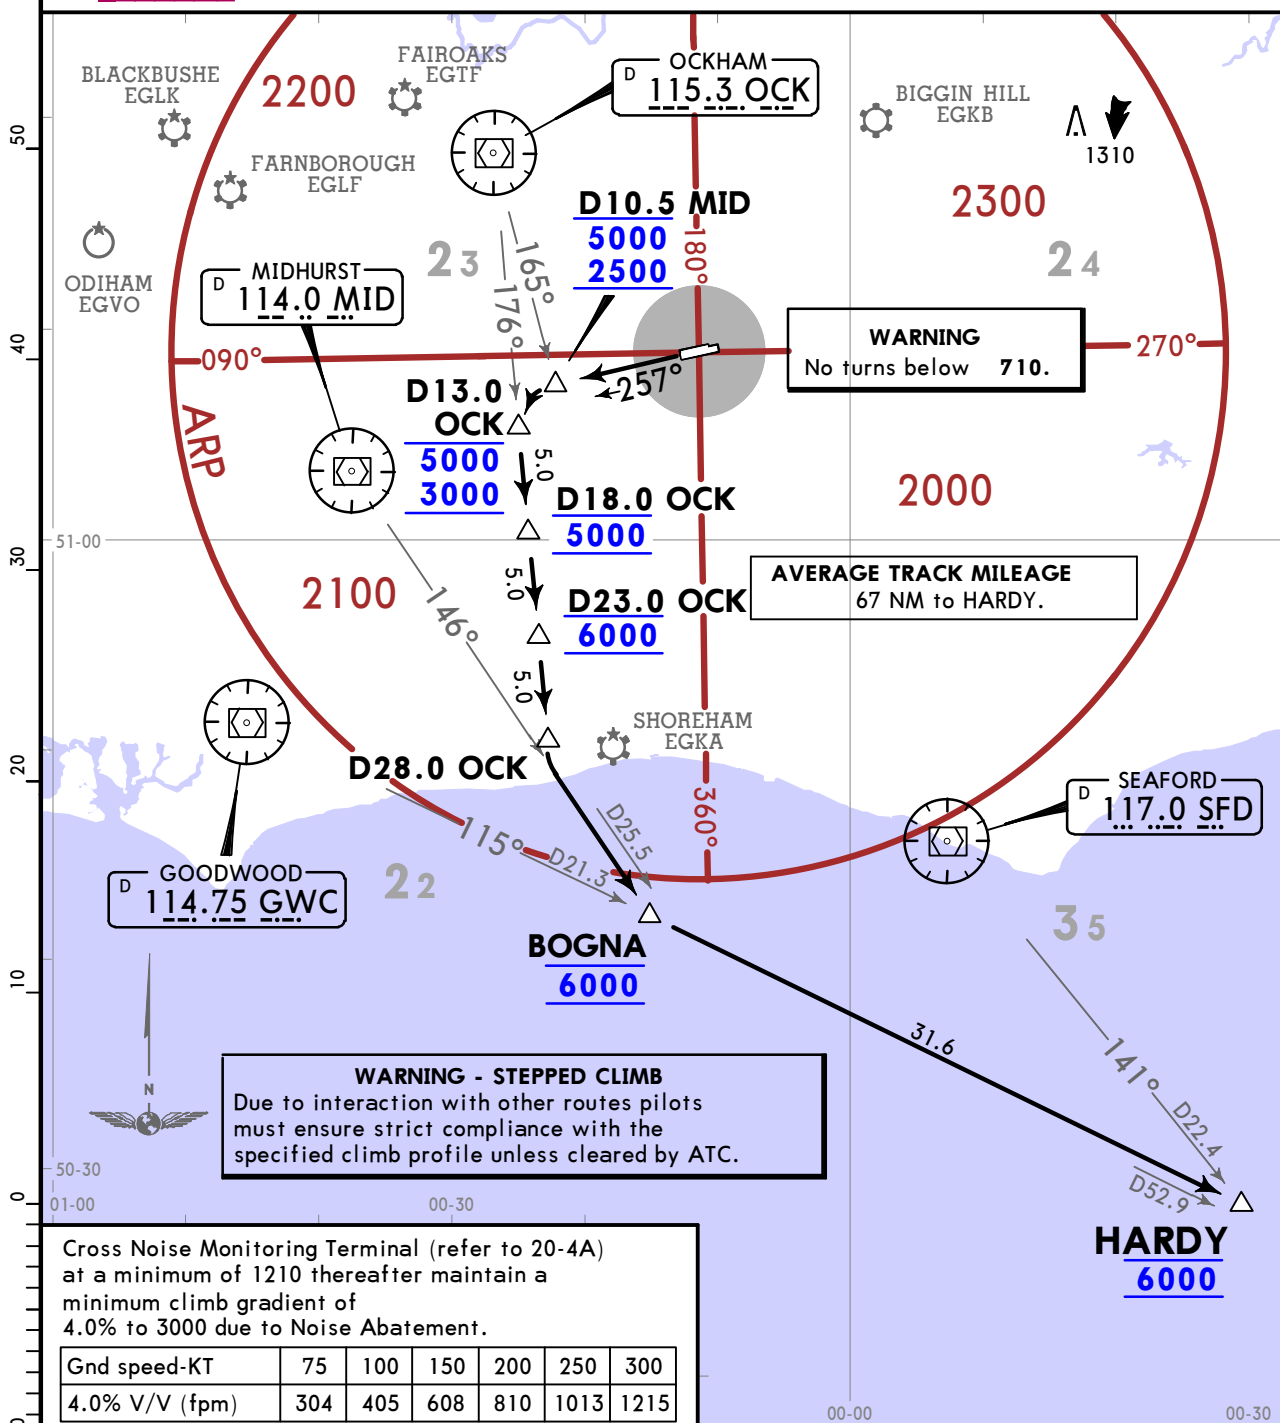 BLACKBUSHE
EGLK
FAIROAKS
EGTF
2200
OCKHAM
D 115.3 OCK
BIGGIN HILL
EGKB
1310
FARNBOROUGH
EGLF
2300
D10.5 MID
5000
2500
180°
165°
176°
23
24
ODIHAM
EGVO
MIDHURST
D 114.0 MID
WARNING
No turns below 710.
090°
270°
257°
D13.0
OCK
5000
3000
ARP
5.0
D18.0 OCK
5000
2000
51-00
AVERAGE TRACK MILEAGE
67 NM to HARDY.
2100
146°
5.0
D23.0 OCK
6000
5.0
SHOREHAM
EGKA
D28.0 OCK
360°
SEAFORD
D 117.0 SFD
D25.5
115°
D21.3
GOODWOOD
D 114.75 GWC
22
35
BOGNA
6000
31.6
141°
D22.4
D52.9
HARDY
6000
N
WARNING - STEPPED CLIMB
Due to interaction with other routes pilots
must ensure strict compliance with the
specified climb profile unless cleared by ATC.
50-30
01-00
00-30
50
40
30
20
10
0
Cross Noise Monitoring Terminal (refer to 20-4A)
at a minimum of 1210 thereafter maintain a
minimum climb gradient of
4.0% to 3000 due to Noise Abatement.
Gnd speed-KT 75 100 150 200 250 300
4.0% V/V (fpm) 304 405 608 810 1013 1215
00-00
00-30